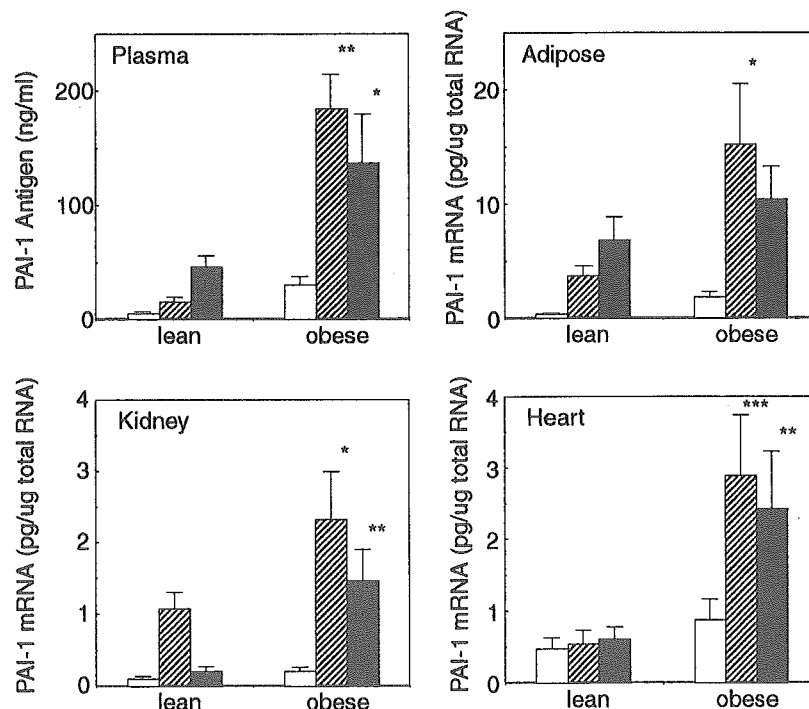 Plasma
PAI-1 Antigen (ng/ml)
200
100
0
**
*
lean
obese
Adipose
PAI-1 mRNA (pg/ug total RNA)
20
10
0
*
lean
obese
Kidney
PAI-1 mRNA (pg/ug total RNA)
4
3
2
1
0
*
**
lean
obese
Heart
PAI-1 mRNA (pg/ug total RNA)
4
3
2
1
0
***
**
lean
obese